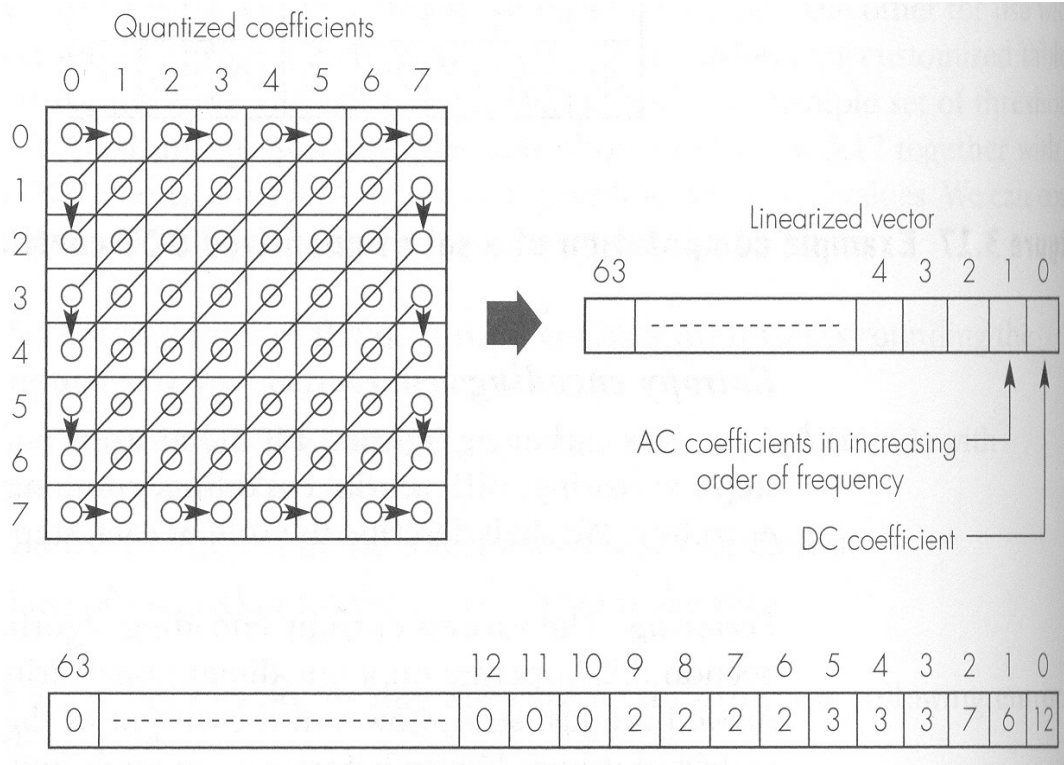 Quantized coefficients
0 1 2 3 4 5 6 7
0
1
2
3
4
5
6
7
Linearized vector
63 4 3 2 1 0
AC coefficients in increasing
order of frequency
DC coefficient
63 12 11 10 9 8 7 6 5 4 3 2 1 0
0 0 0 0 2 2 2 2 3 3 3 7 6 12